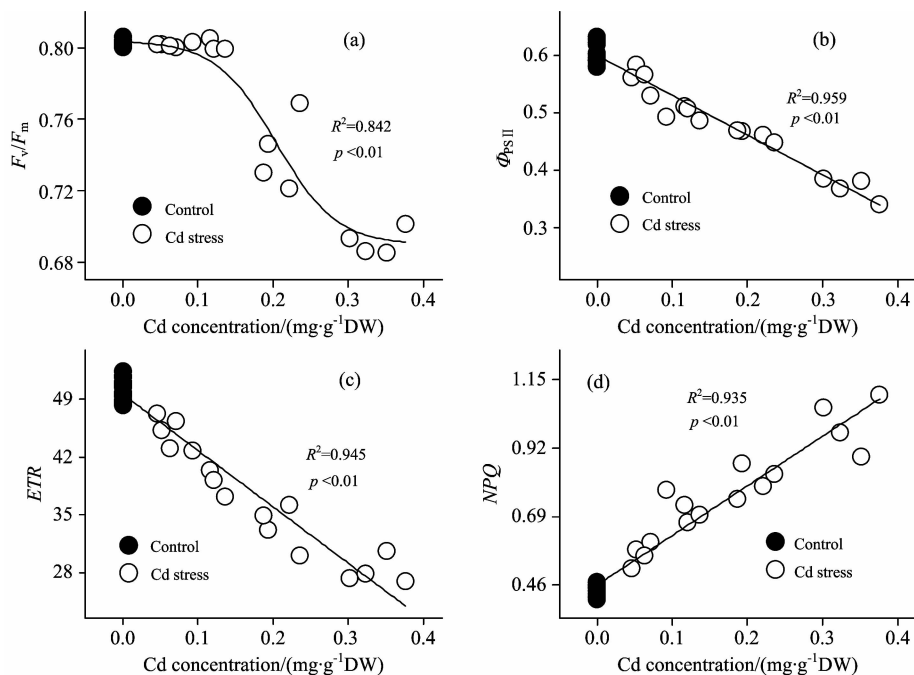 (a)
0.80
0.76
0.72
0.68
Fv/Fm
R²=0.842
p <0.01
Control
Cd stress
0.0 0.1 0.2 0.3 0.4
Cd concentration/(mg·g⁻¹DW)
(b)
0.6
0.5
0.4
0.3
ΦPSⅡ
R²=0.959
p <0.01
Control
Cd stress
0.0 0.1 0.2 0.3 0.4
Cd concentration/(mg·g⁻¹DW)
(c)
49
42
35
28
ETR
R²=0.945
p <0.01
Control
Cd stress
0.0 0.1 0.2 0.3 0.4
Cd concentration/(mg·g⁻¹DW)
(d)
1.15
0.92
0.69
0.46
NPQ
R²=0.935
p <0.01
Control
Cd stress
0.0 0.1 0.2 0.3 0.4
Cd concentration/(mg·g⁻¹DW)